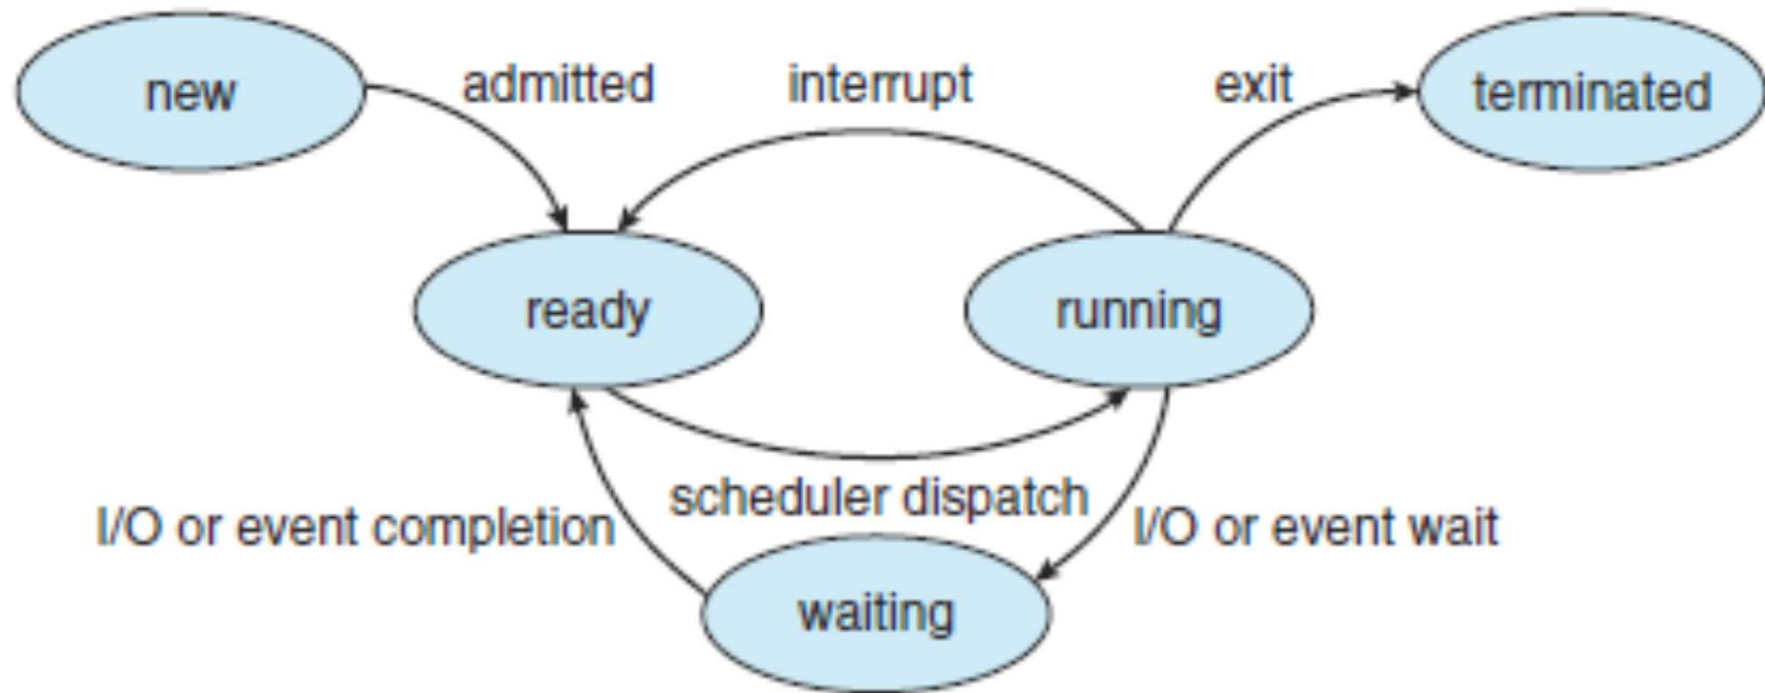 new
admitted
interrupt
exit
terminated
ready
running
scheduler dispatch
I/O or event completion
I/O or event wait
waiting